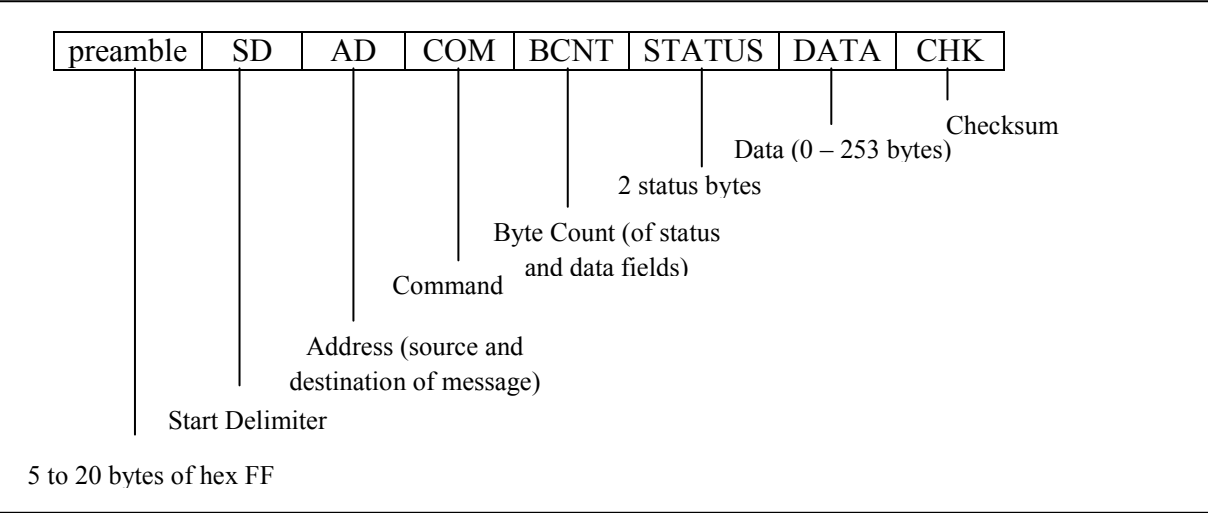 preamble SD AD COM BCNT STATUS DATA CHK
Checksum
Data (0 – 253 bytes)
2 status bytes
Byte Count (of status
and data fields)
Command
Address (source and
destination of message)
Start Delimiter
5 to 20 bytes of hex FF